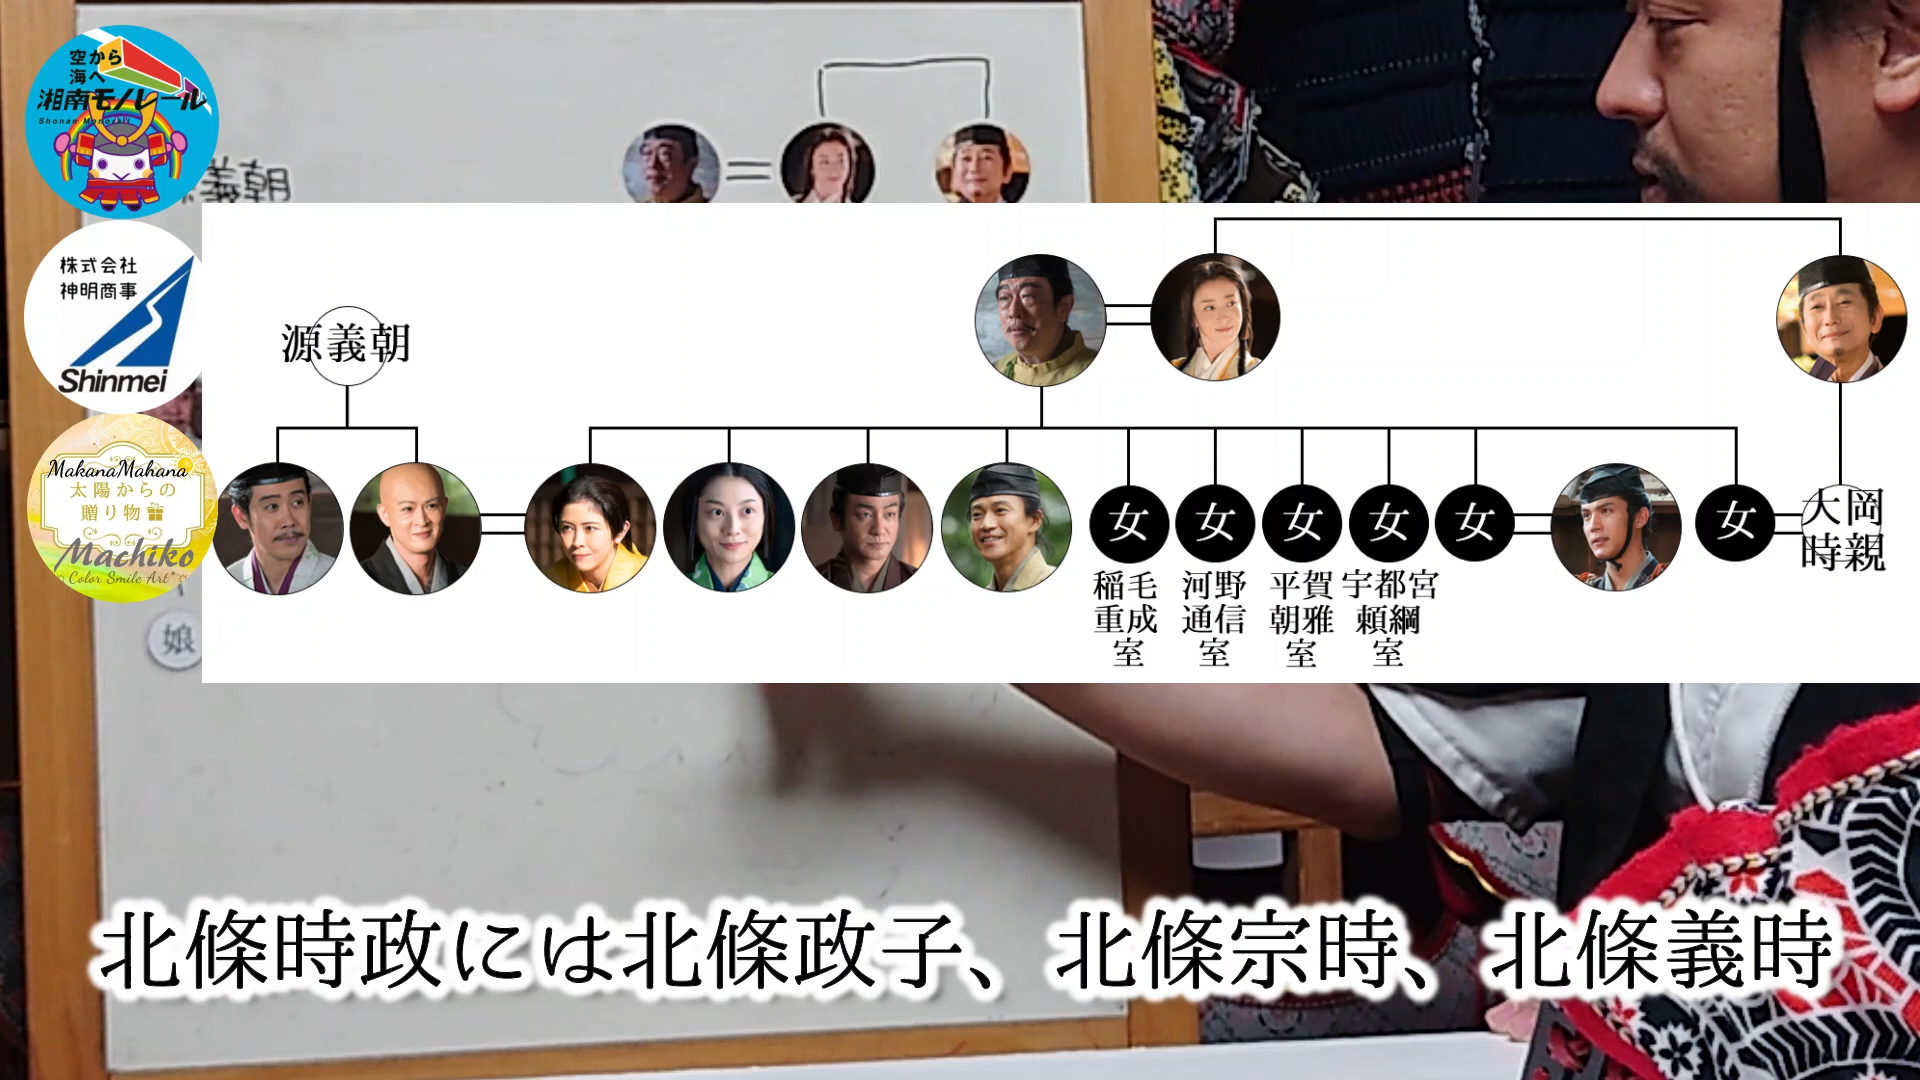 空から
海へ
湘南モノレール
Shonan Monorail
義朝
株式会社
神明商事
Shinmei
MakanaMahana
太陽からの
贈り物
Machiko
Color Smile Art
娘
源義朝
女
女
女
女
女
女
大岡
時親
稲毛
重成
室
河野
通信
室
平賀
朝雅
室
宇都宮
頼綱
室
北條時政には北條政子、北條宗時、北條義時